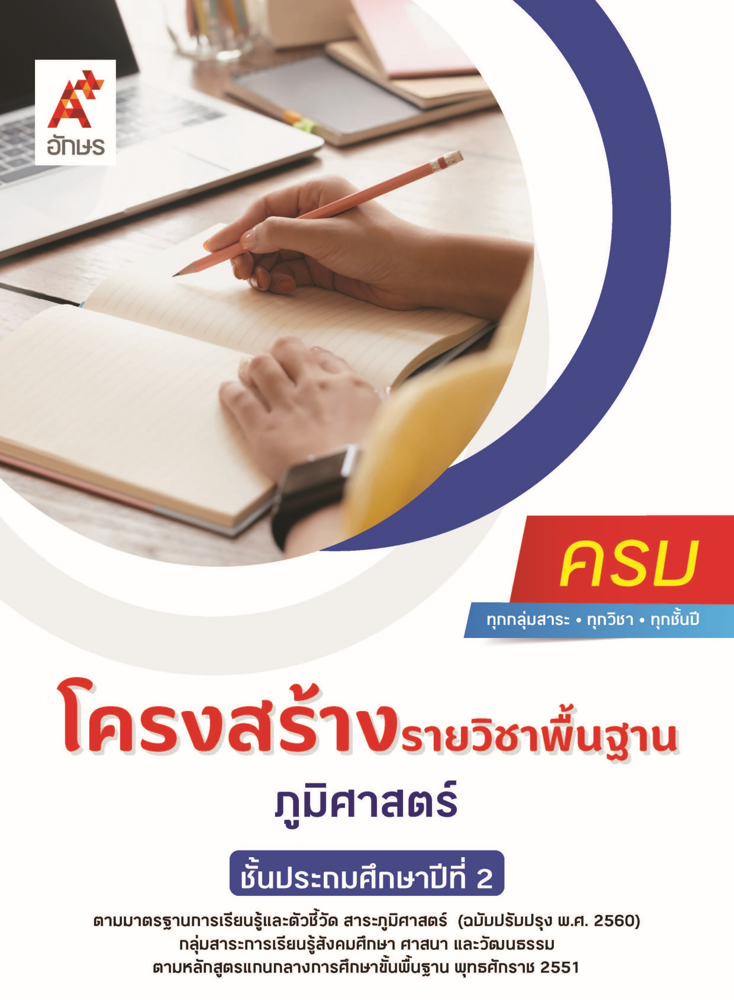 อักษร
ครบ
ทุกกลุ่มสาระ • ทุกวิชา • ทุกชั้นปี
โครงสร้างรายวิชาพื้นฐาน
ภูมิศาสตร์
ชั้นประถมศึกษาปีที่ 2
ตามมาตรฐานการเรียนรู้และตัวชี้วัด สาระภูมิศาสตร์ (ฉบับปรับปรุง พ.ศ. 2560)
กลุ่มสาระการเรียนรู้สังคมศึกษา ศาสนา และวัฒนธรรม
ตามหลักสูตรแกนกลางการศึกษาขั้นพื้นฐาน พุทธศักราช 2551